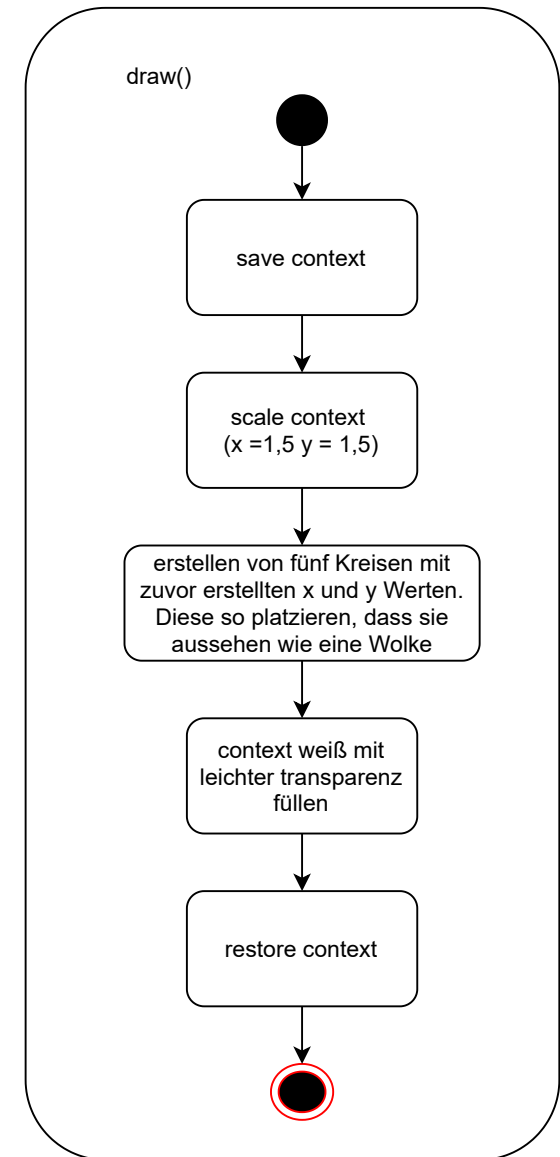 draw()
save context
scale context
(x =1,5 y = 1,5)
erstellen von fünf Kreisen mit
zuvor erstellten x und y Werten.
Diese so platzieren, dass sie
aussehen wie eine Wolke
context weiß mit
leichter transparenz
füllen
restore context